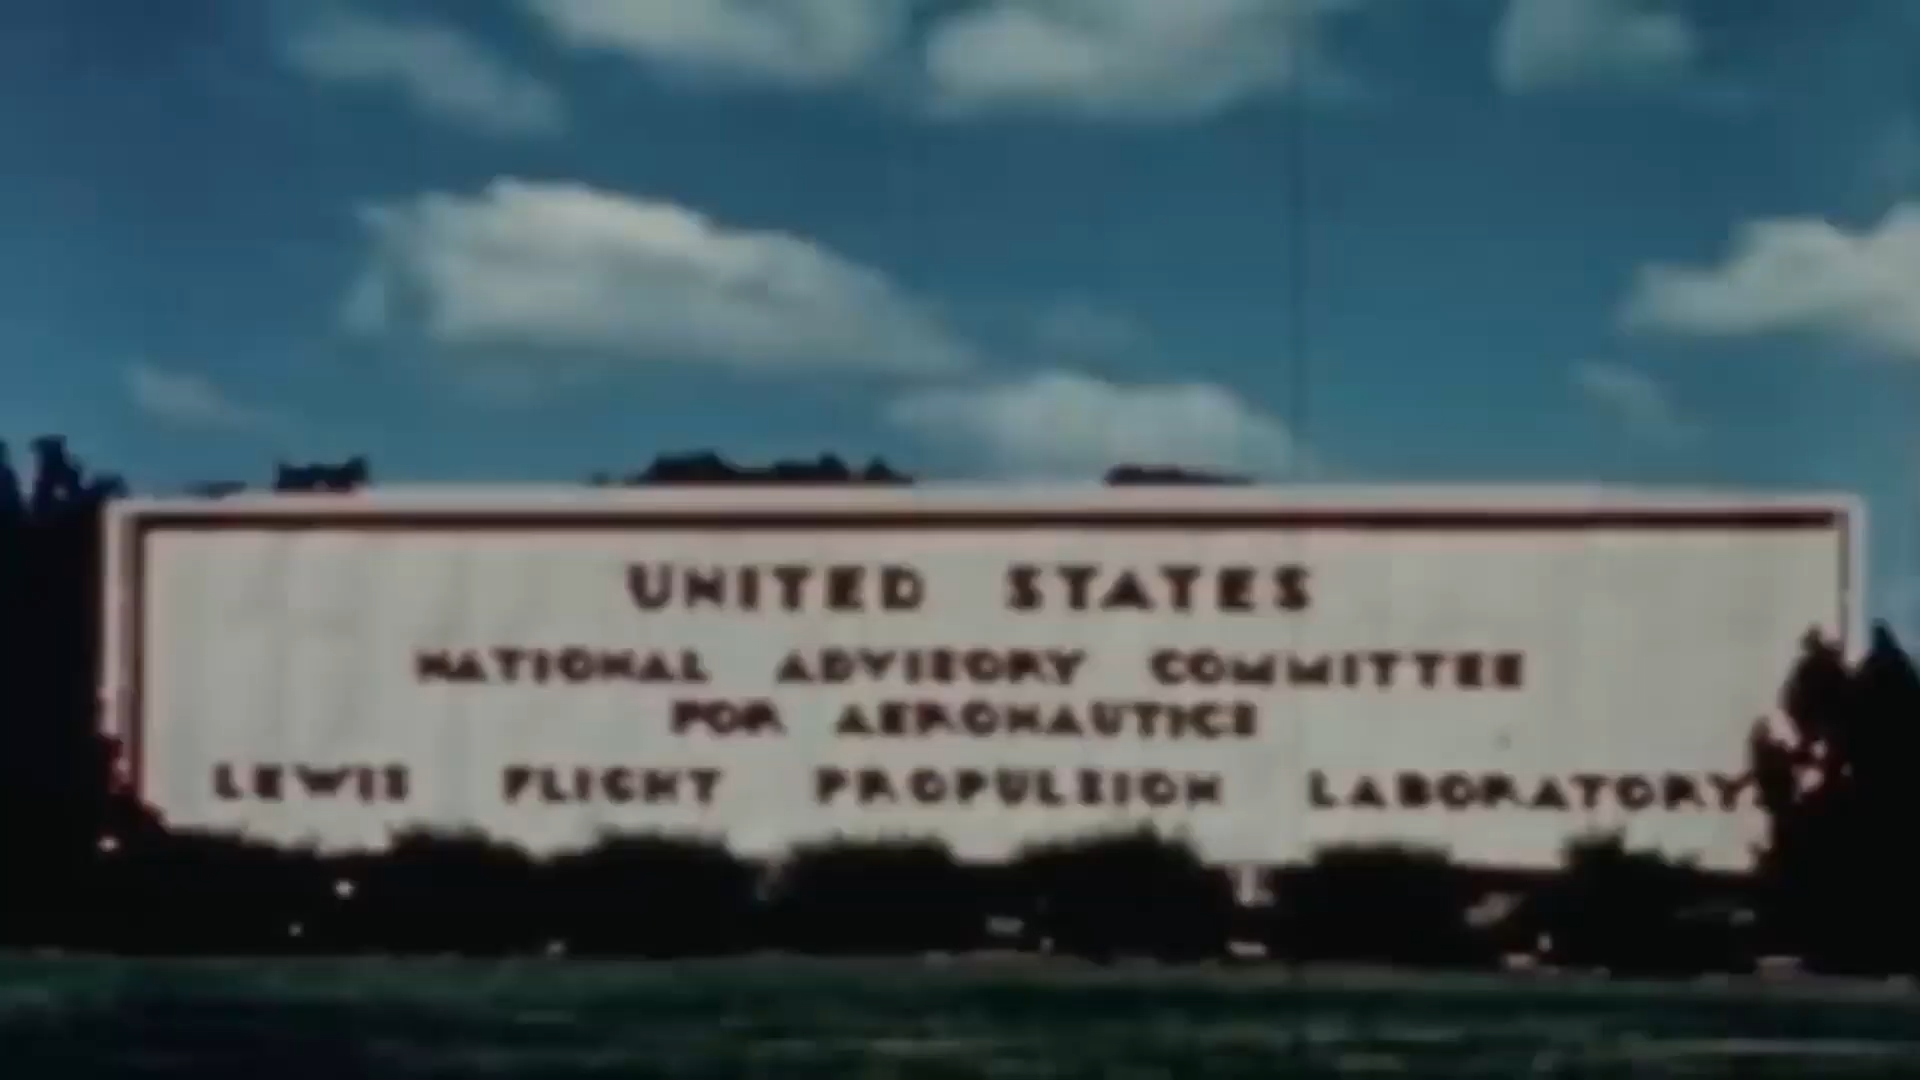 UNITED STATES
NATIONAL ADVISORY COMMITTEE
FOR AERONAUTICS
LEWIS FLIGHT PROPULSION LABORATORY